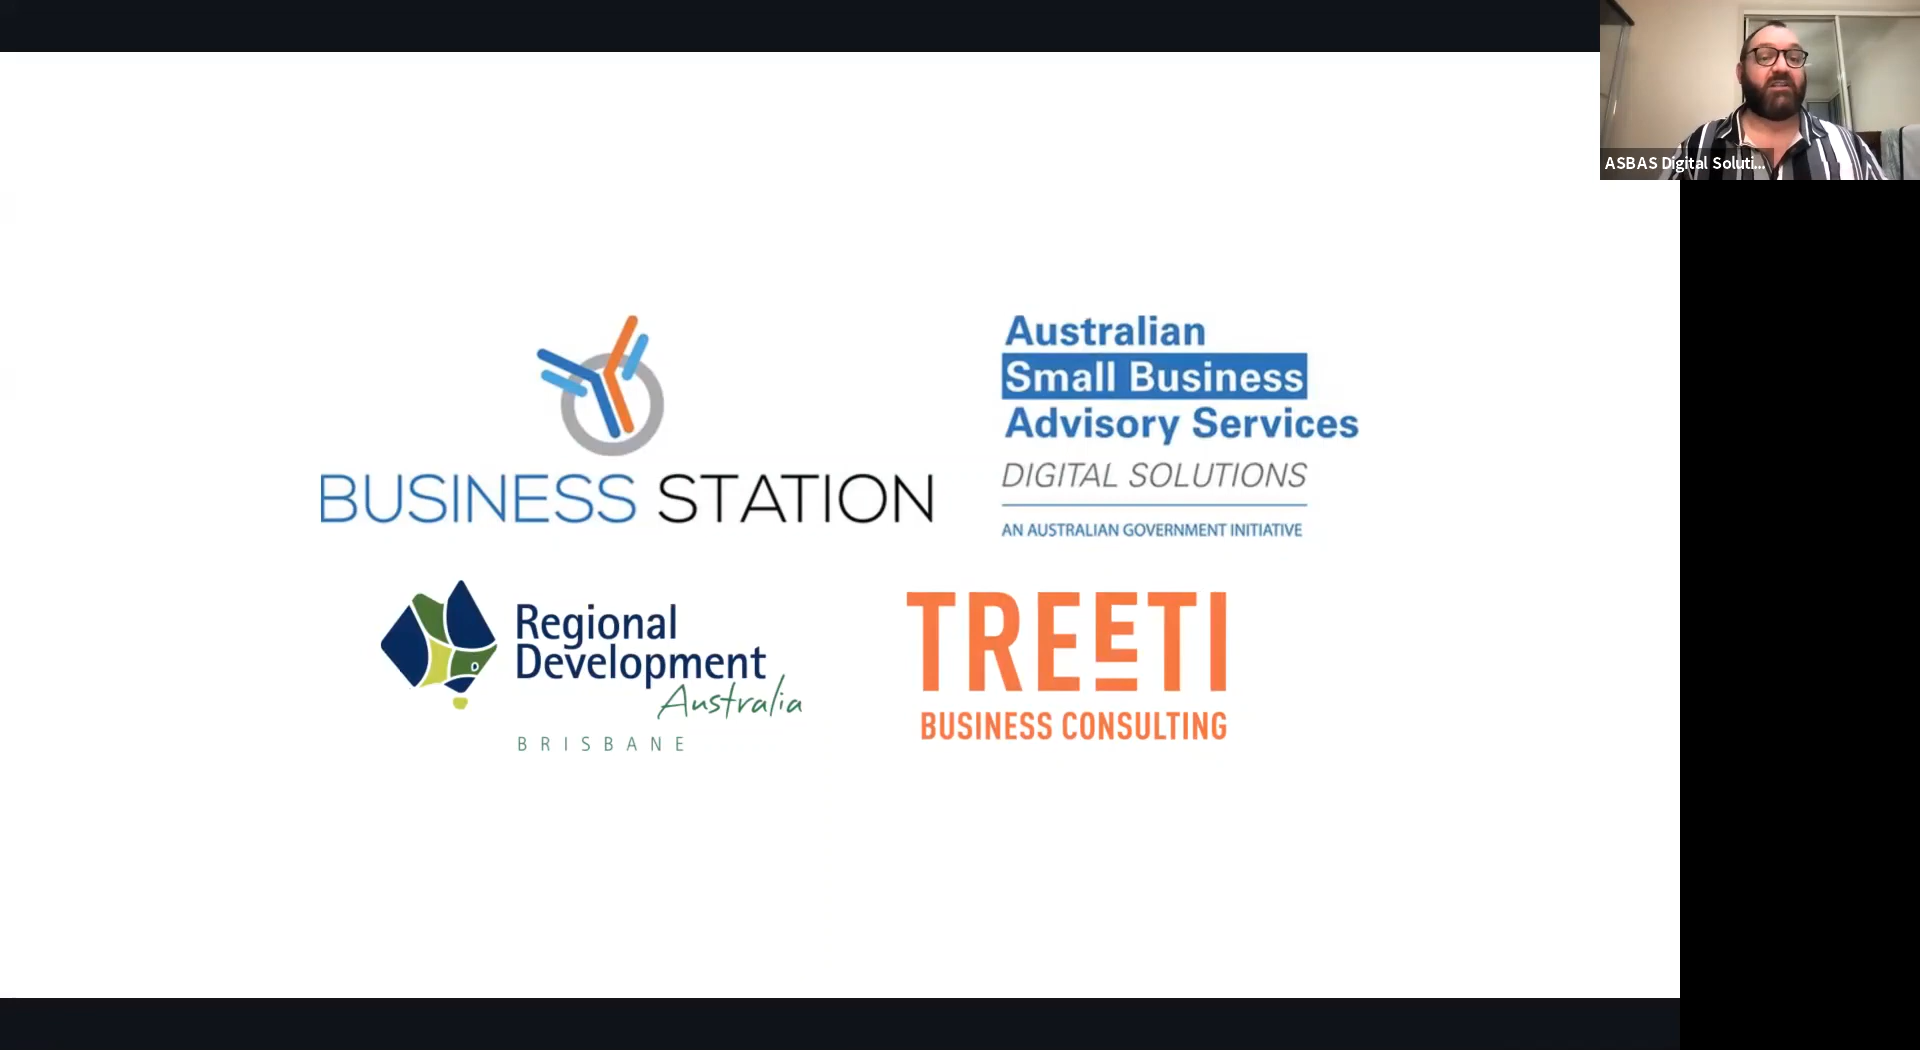 ASBAS Digital Soluti...
BUSINESS STATION
Australian
Small Business
Advisory Services
DIGITAL SOLUTIONS
AN AUSTRALIAN GOVERNMENT INITIATIVE
Regional
Development
Australia
BRISBANE
TREETI
BUSINESS CONSULTING